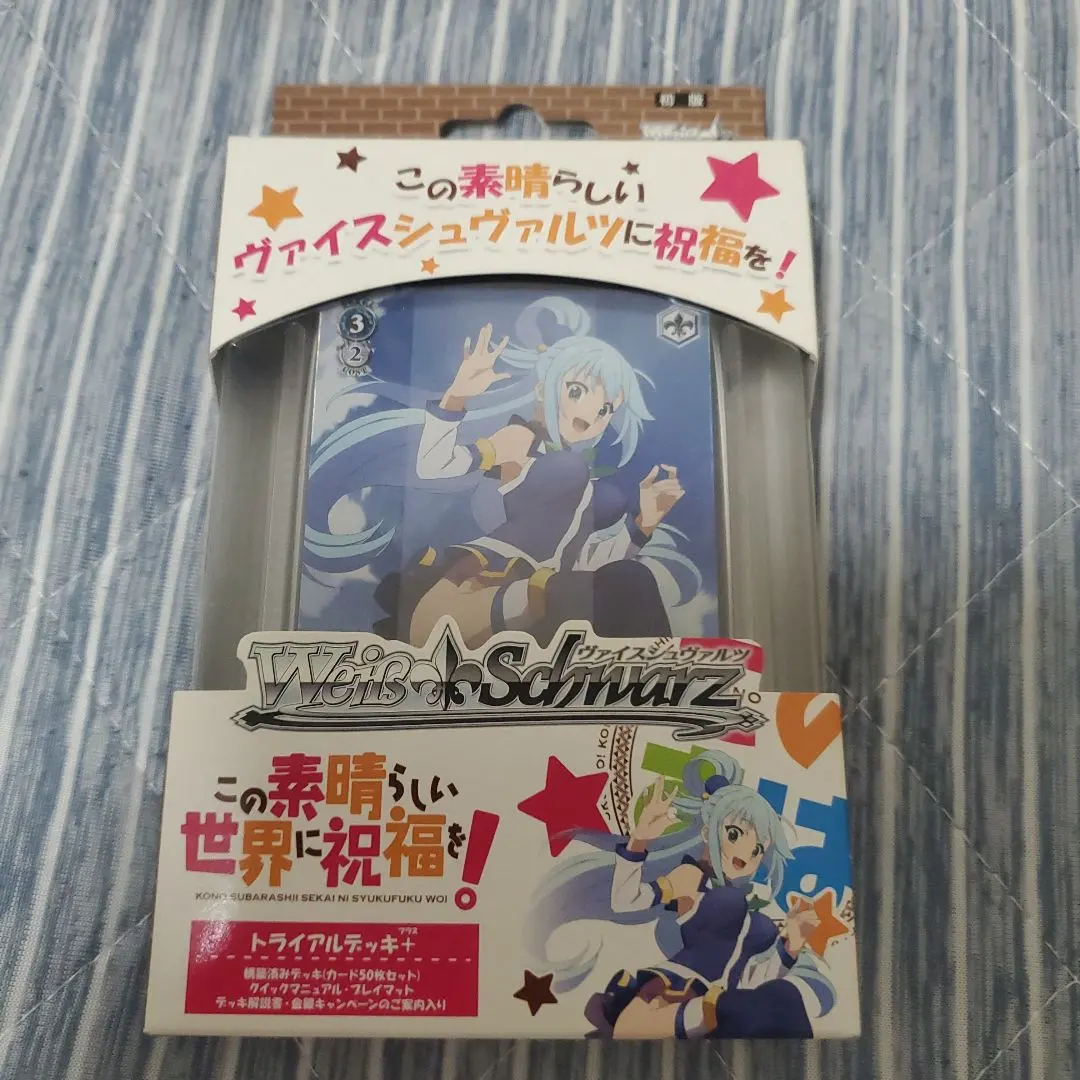 初版
この素晴らしい
ヴァイスシュヴァルツに祝福を!
3
2
COST
ヴァイスシュヴァルツ
Weiß Schwarz
この素晴らしい
世界に祝福を!
KONO SUBARASHII SEKAI NI SYUKUFUKU WO!
トライアルデッキ+
プラス
構築済みデッキ(カード50枚セット)
クイックマニュアル・プレイマット
デッキ解説書・金銀キャンペーンのご案内入り